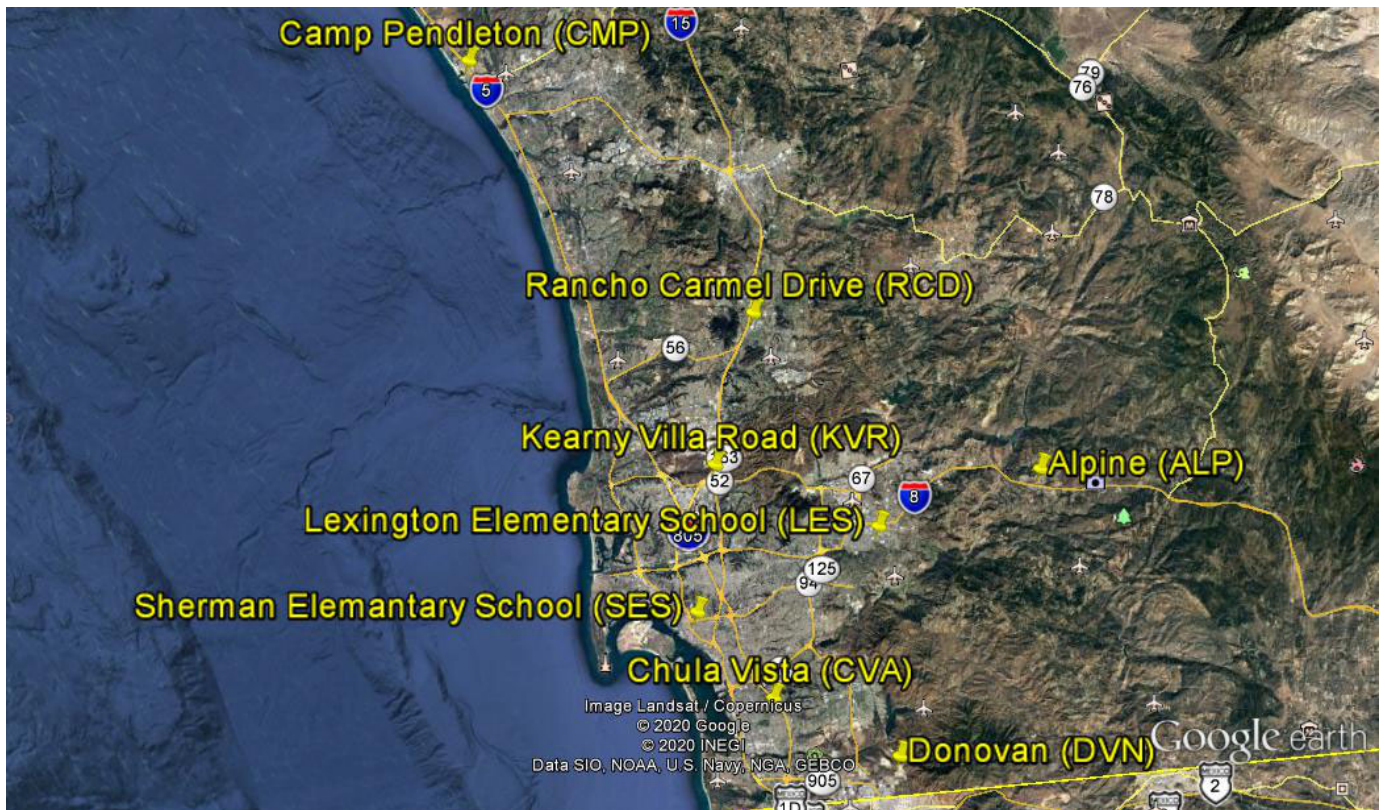 Camp Pendleton (CMP)
15
5
79
76
78
Rancho Carmel Drive (RCD)
56
Kearny Villa Road (KVR)
52
67
8
Alpine (ALP)
Lexington Elementary School (LES)
805
125
94
Sherman Elemantary School (SES)
Chula Vista (CVA)
Image Landsat / Copernicus
© 2020 Google
© 2020 INEGI
Data SIO, NOAA, U.S. Navy, NGA, GEBCO
Donovan (DVN)
Google earth
905
MEXICO
2
1D